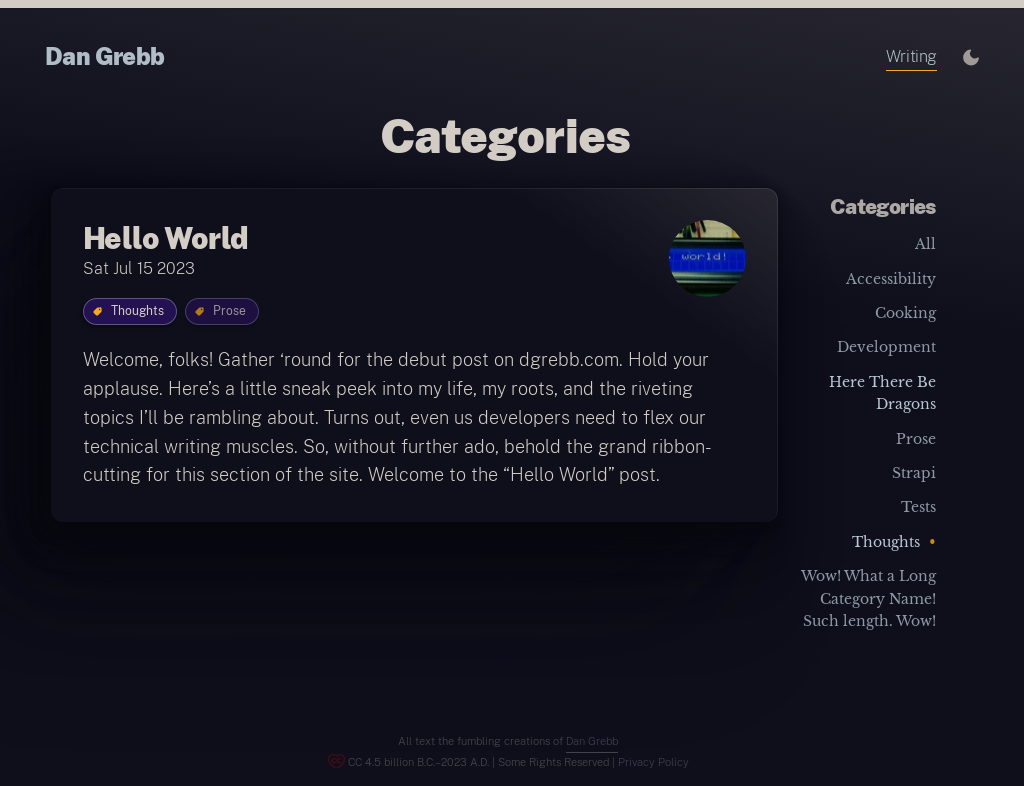 Dan Grebb
Writing
Categories
Hello World
Sat Jul 15 2023
world!
Thoughts
Prose
Welcome, folks! Gather ‘round for the debut post on dgrebb.com. Hold your
applause. Here’s a little sneak peek into my life, my roots, and the riveting
topics I’ll be rambling about. Turns out, even us developers need to flex our
technical writing muscles. So, without further ado, behold the grand ribbon-
cutting for this section of the site. Welcome to the “Hello World” post.
Categories
All
Accessibility
Cooking
Development
Here There Be
Dragons
Prose
Strapi
Tests
Thoughts •
Wow! What a Long
Category Name!
Such length. Wow!
All text the fumbling creations of Dan Grebb
CC 4.5 billion B.C.–2023 A.D. | Some Rights Reserved | Privacy Policy